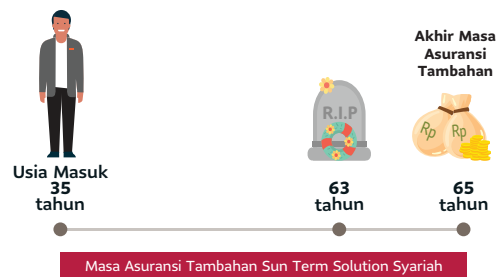 Akhir Masa
Asuransi
Tambahan
R.I.P
Rp
Rp
Usia Masuk
35
tahun
63
tahun
65
tahun
Masa Asuransi Tambahan Sun Term Solution Syariah